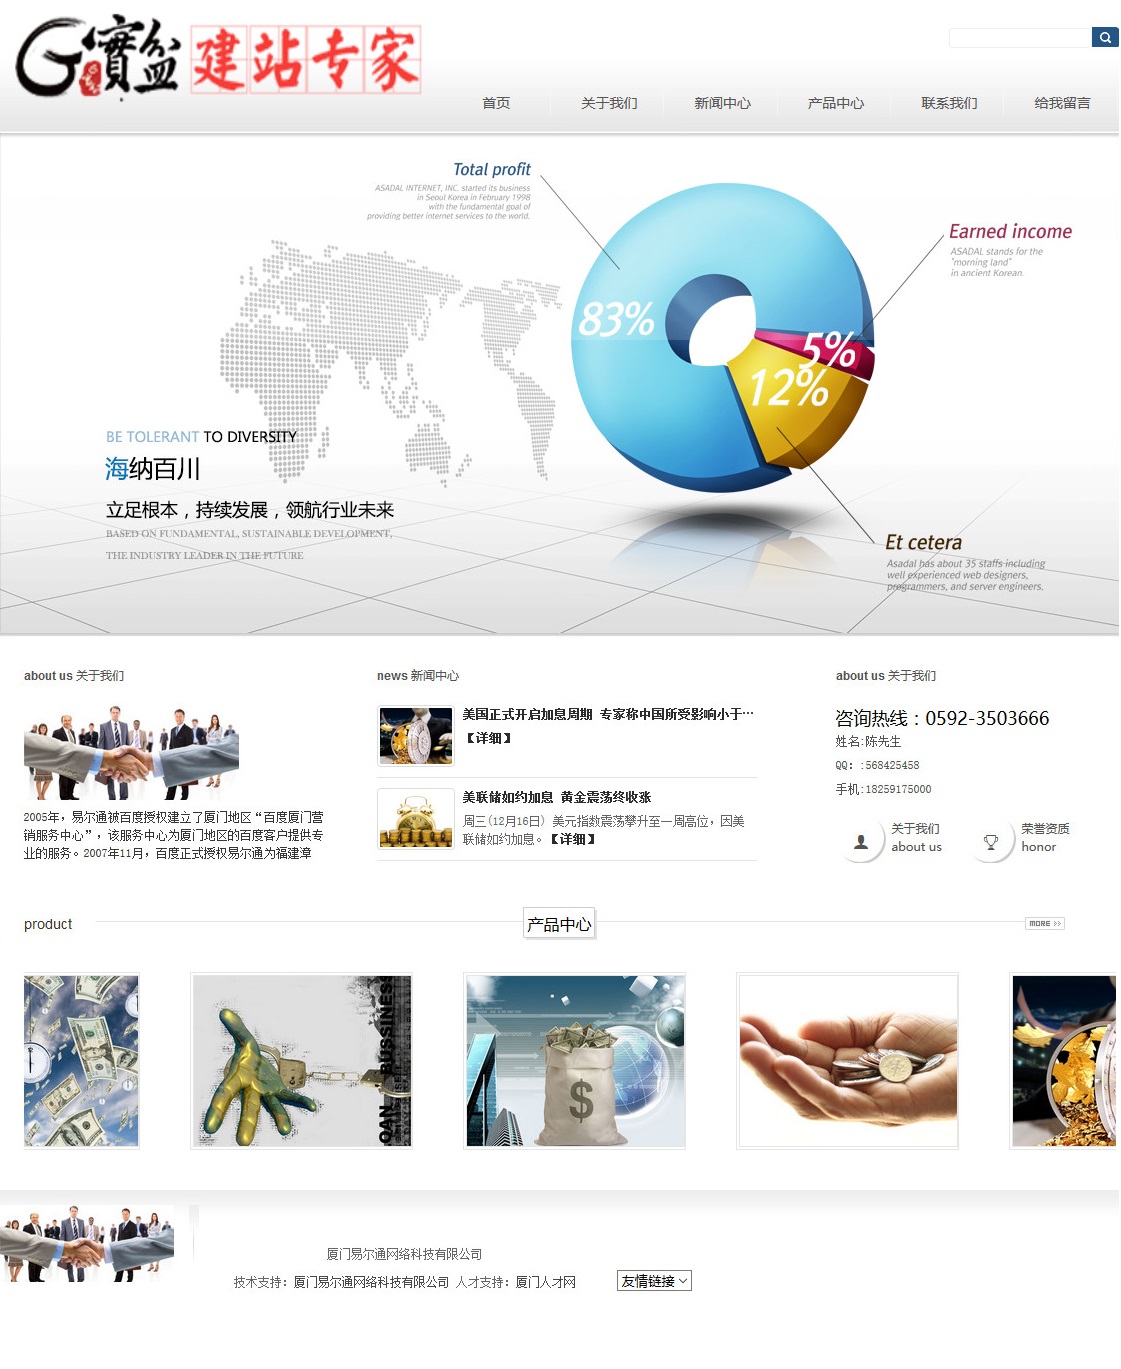 G寶盆
建站专家
首页 关于我们 新闻中心 产品中心 联系我们 给我留言
Total profit
ASADAL INTERNET, INC. started its business
in Seoul Korea in February 1998
with the fundamental goal of
providing better internet services to the world.
Earned income
ASADAL stands for the
"morning land"
in ancient Korean.
83%
5%
12%
BE TOLERANT TO DIVERSITY
海纳百川
立足根本，持续发展，领航行业未来
BASED ON FUNDAMENTAL, SUSTAINABLE DEVELOPMENT,
THE INDUSTRY LEADER IN THE FUTURE
Et cetera
Asadal has about 35 staffs including
well experienced web designers,
programmers, and server engineers.
about us 关于我们
2005年，易尔通被百度授权建立了厦门地区“百度厦门营
销服务中心”，该服务中心为厦门地区的百度客户提供专
业的服务。2007年11月，百度正式授权易尔通为福建漳
news 新闻中心
美国正式开启加息周期 专家称中国所受影响小于…
【详细】
美联储如约加息 黄金震荡终收涨
周三(12月16日) 美元指数震荡攀升至一周高位，因美
联储如约加息。【详细】
about us 关于我们
咨询热线：0592-3503666
姓名:陈先生
QQ: :568425458
手机:18259175000
关于我们
about us
荣誉资质
honor
product
产品中心
MORE >>
OAN BUSSINES
$
厦门易尔通网络科技有限公司
技术支持：厦门易尔通网络科技有限公司 人才支持：厦门人才网
友情链接